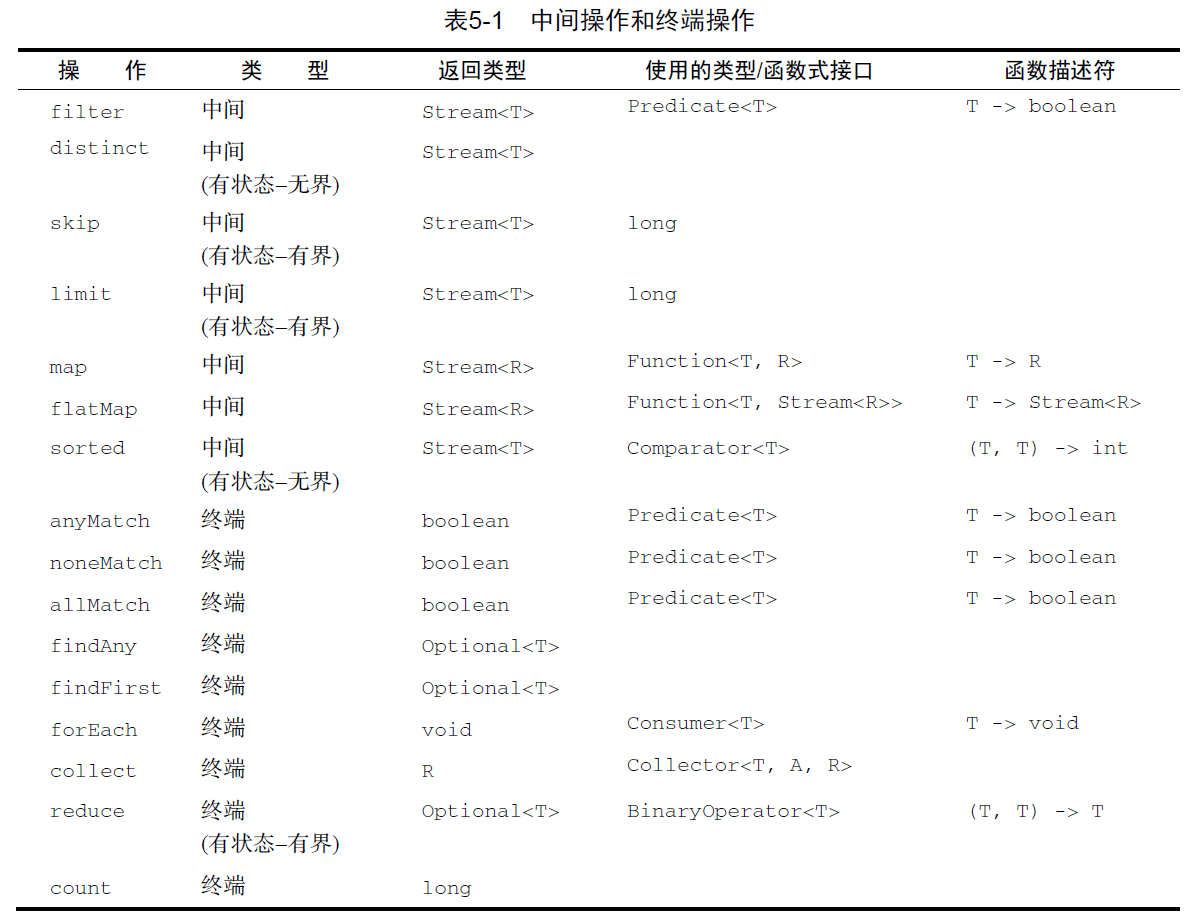 表5-1 中间操作和终端操作
操 作 类 型 返回类型 使用的类型/函数式接口 函数描述符
filter 中间 Stream<T> Predicate<T> T -> boolean
distinct 中间 Stream<T>
(有状态–无界)
skip 中间 Stream<T> long
(有状态–有界)
limit 中间 Stream<T> long
(有状态–有界)
map 中间 Stream<R> Function<T, R> T -> R
flatMap 中间 Stream<R> Function<T, Stream<R>> T -> Stream<R>
sorted 中间 Stream<T> Comparator<T> (T, T) -> int
(有状态–无界)
anyMatch 终端 boolean Predicate<T> T -> boolean
noneMatch 终端 boolean Predicate<T> T -> boolean
allMatch 终端 boolean Predicate<T> T -> boolean
findAny 终端 Optional<T>
findFirst 终端 Optional<T>
forEach 终端 void Consumer<T> T -> void
collect 终端 R Collector<T, A, R>
reduce 终端 Optional<T> BinaryOperator<T> (T, T) -> T
(有状态–有界)
count 终端 long